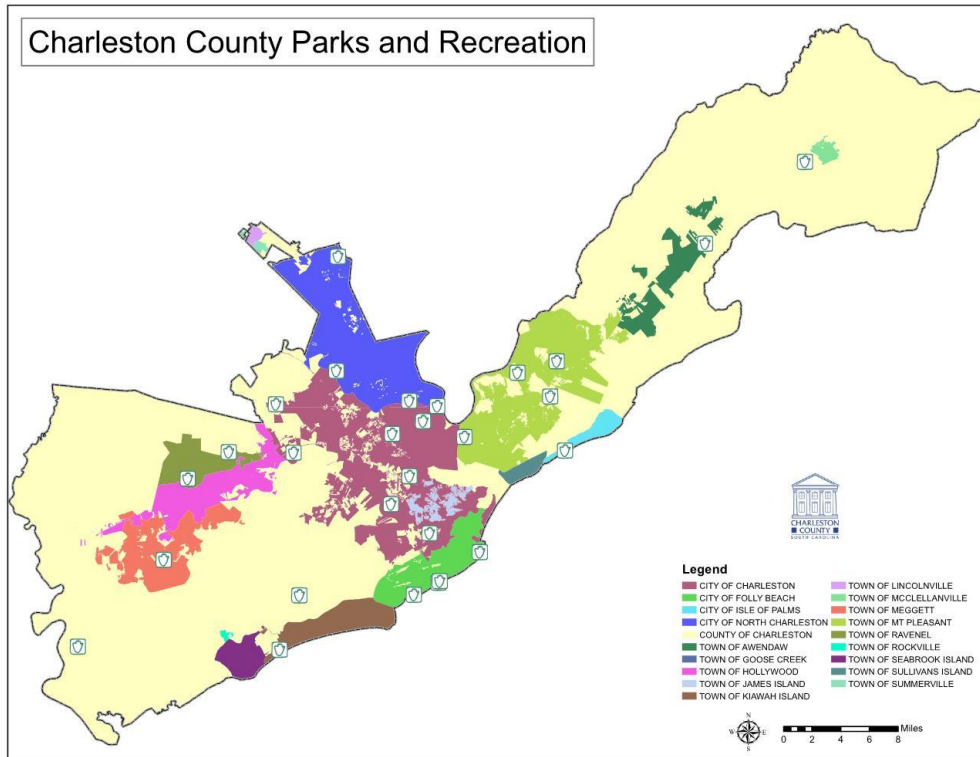 Charleston County Parks and Recreation
CHARLESTON
COUNTY
SOUTH CAROLINA
Legend
CITY OF CHARLESTON
CITY OF FOLLY BEACH
CITY OF ISLE OF PALMS
CITY OF NORTH CHARLESTON
COUNTY OF CHARLESTON
TOWN OF AWENDAW
TOWN OF GOOSE CREEK
TOWN OF HOLLYWOOD
TOWN OF JAMES ISLAND
TOWN OF KIAWAH ISLAND
TOWN OF LINCOLNVILLE
TOWN OF MCCLELLANVILLE
TOWN OF MEGGETT
TOWN OF MT PLEASANT
TOWN OF RAVENEL
TOWN OF ROCKVILLE
TOWN OF SEABROOK ISLAND
TOWN OF SULLIVANS ISLAND
TOWN OF SUMMERVILLE
N
W E
S
Miles
0 2 4 6 8